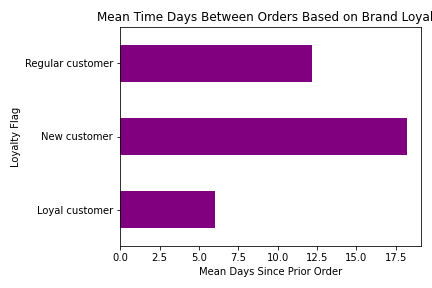 Mean Time Days Between Orders Based on Brand Loyal
Regular customer
New customer
Loyal customer
Loyalty Flag
0.0 2.5 5.0 7.5 10.0 12.5 15.0 17.5
Mean Days Since Prior Order